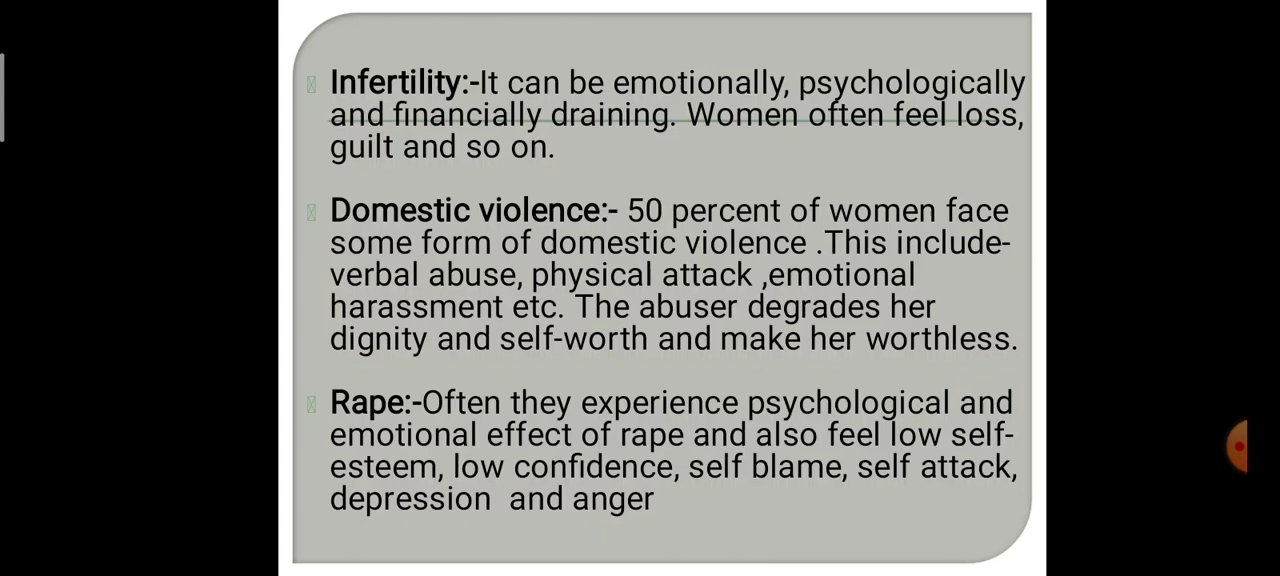 Infertility:-It can be emotionally, psychologically
and financially draining. Women often feel loss,
guilt and so on.
Domestic violence:- 50 percent of women face
some form of domestic violence .This include-
verbal abuse, physical attack ,emotional
harassment etc. The abuser degrades her
dignity and self-worth and make her worthless.
Rape:-Often they experience psychological and
emotional effect of rape and also feel low self-
esteem, low confidence, self blame, self attack,
depression  and anger